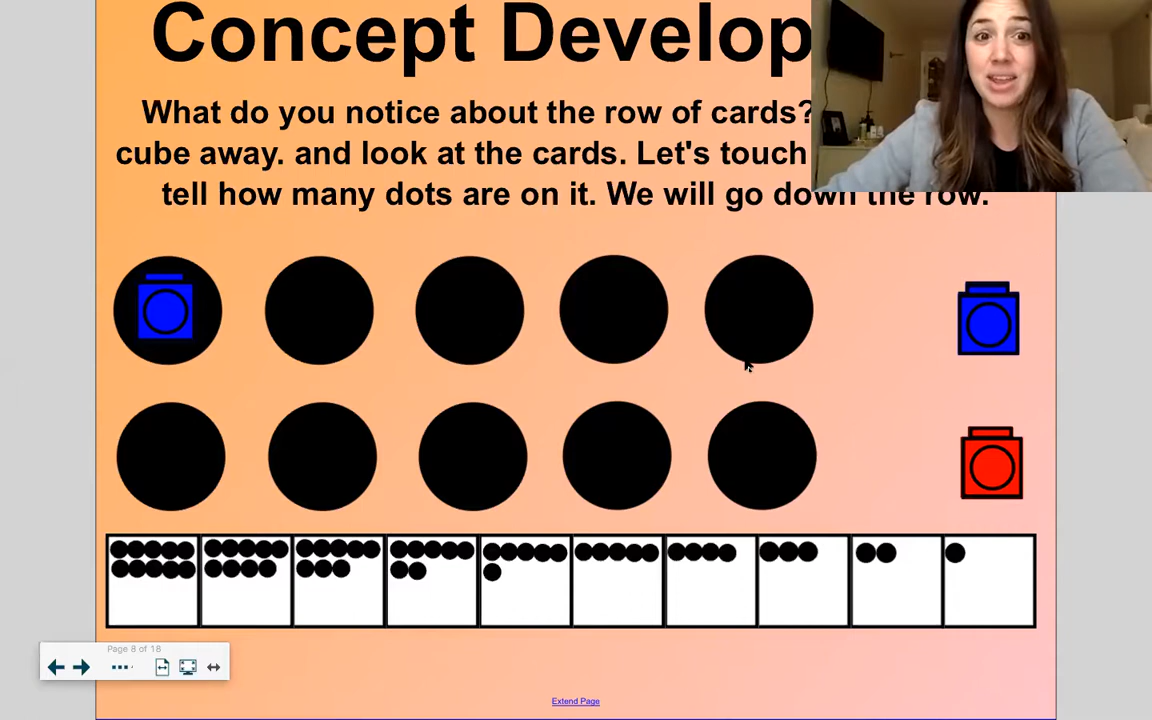 Concept Develop
What do you notice about the row of cards?
cube away. and look at the cards. Let's touch
tell how many dots are on it. We will go down the row.
Page 8 of 18
Extend Page